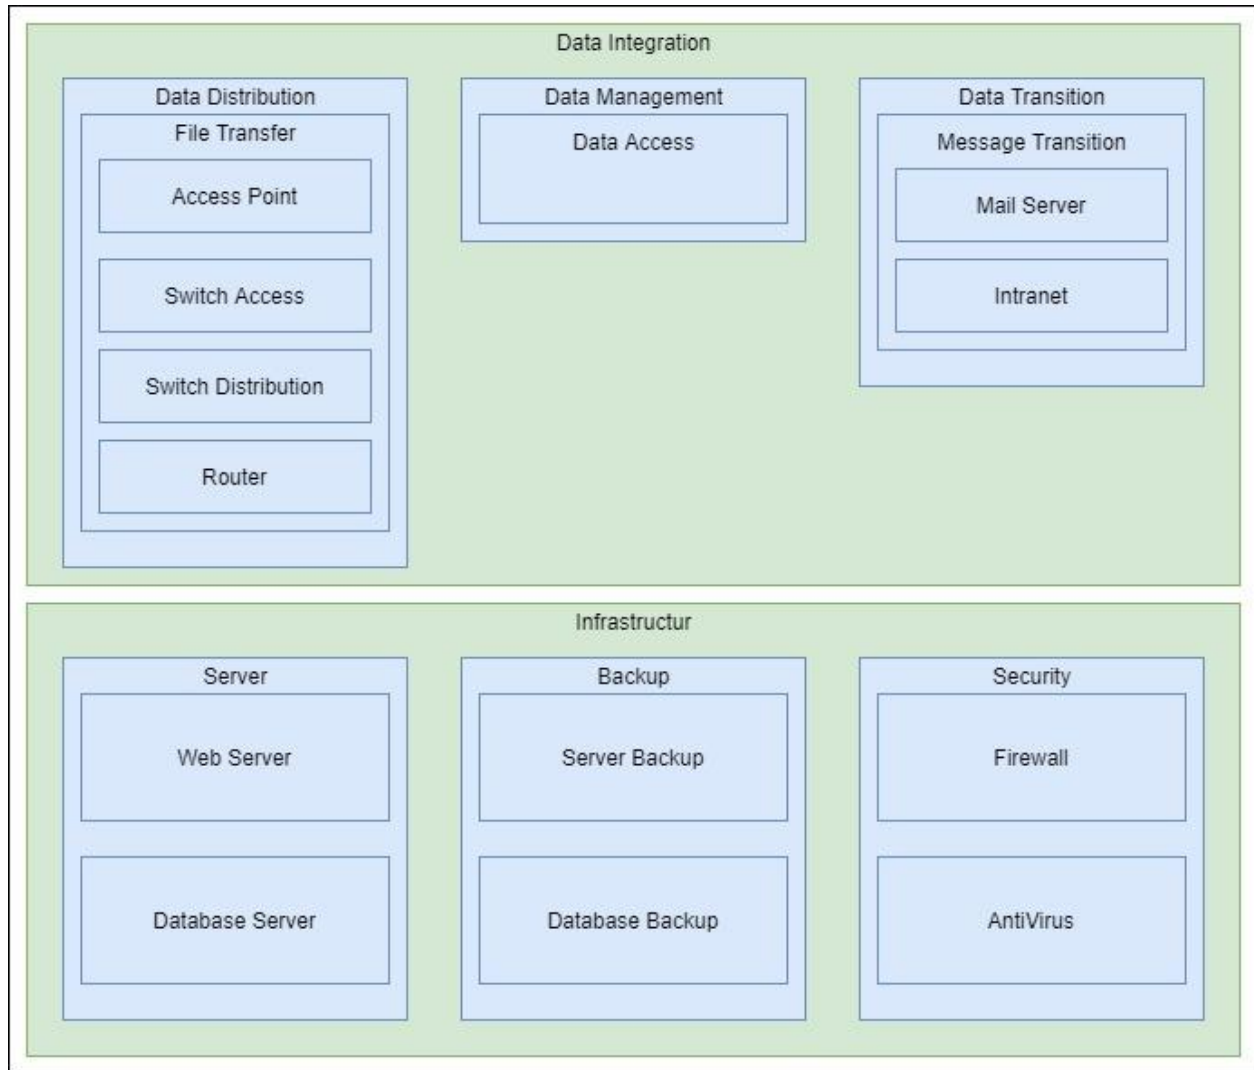 Data Integration
Data Distribution
File Transfer
Access Point
Switch Access
Switch Distribution
Router
Data Management
Data Access
Data Transition
Message Transition
Mail Server
Intranet
Infrastructur
Server
Web Server
Database Server
Backup
Server Backup
Database Backup
Security
Firewall
AntiVirus